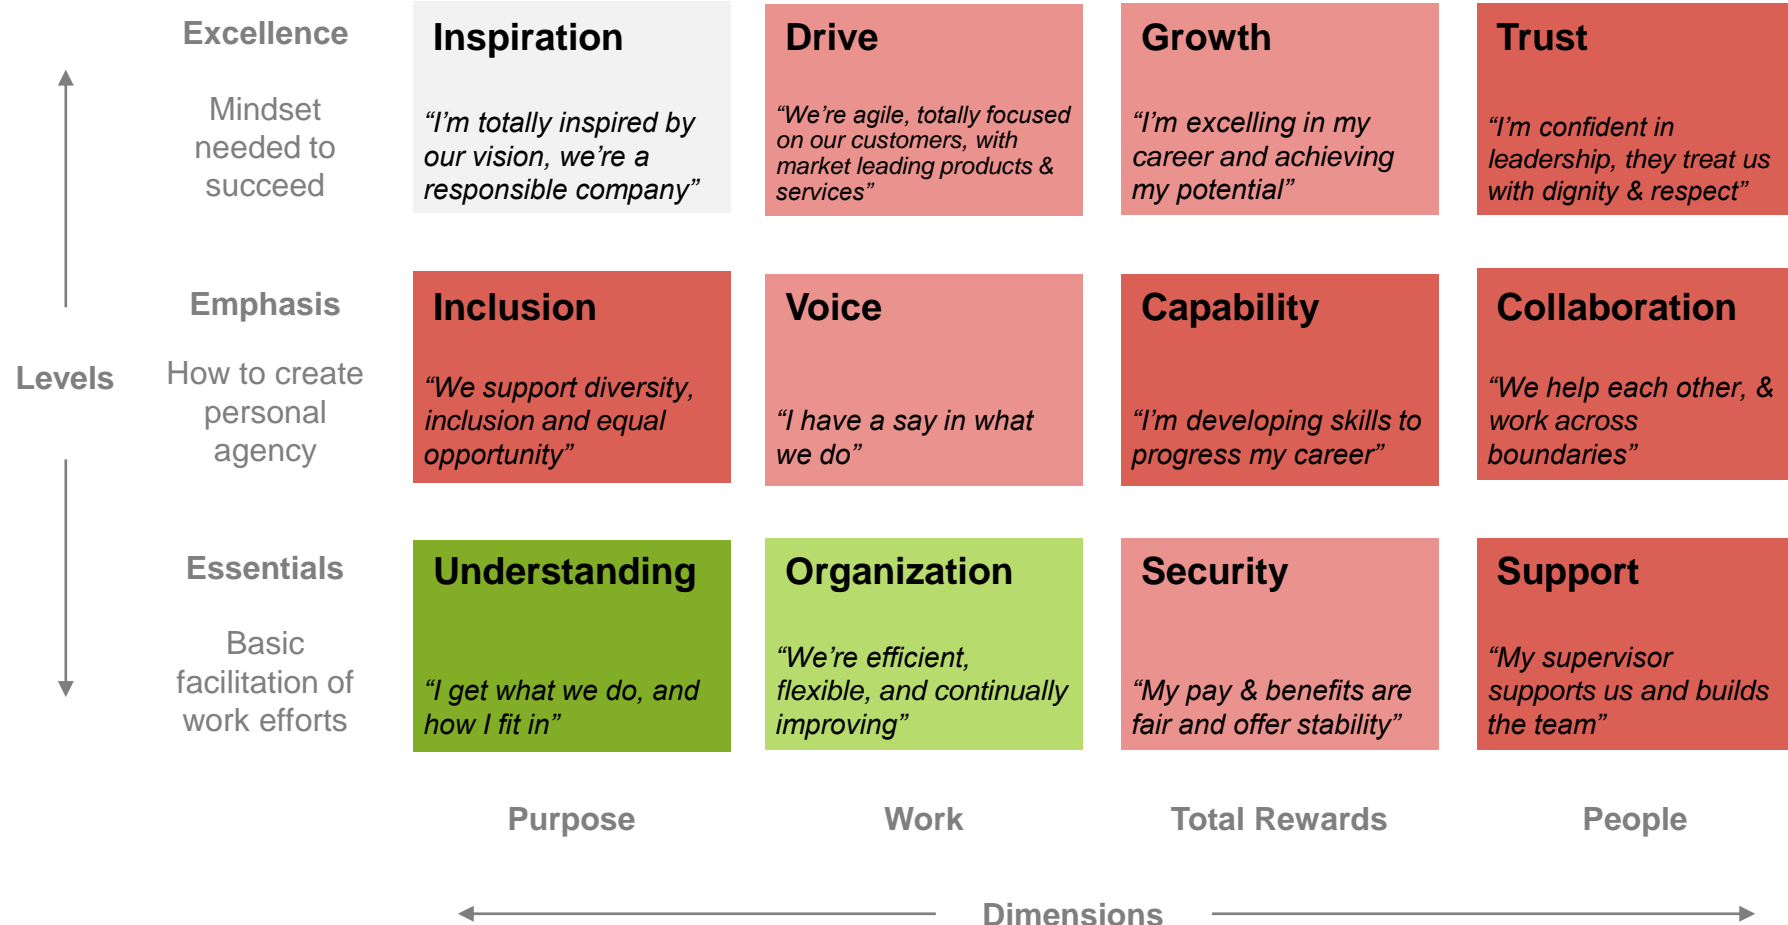 Excellence
Mindset
needed to
succeed
Inspiration
“I’m totally inspired by
our vision, we’re a
responsible company”
Drive
“We’re agile, totally focused
on our customers, with
market leading products &
services”
Growth
“I’m excelling in my
career and achieving
my potential”
Trust
“I’m confident in
leadership, they treat us
with dignity & respect”
Levels
Emphasis
How to create
personal
agency
Inclusion
“We support diversity,
inclusion and equal
opportunity”
Voice
“I have a say in what
we do”
Capability
“I’m developing skills to
progress my career”
Collaboration
“We help each other, &
work across
boundaries”
Essentials
Basic
facilitation of
work efforts
Understanding
“I get what we do, and
how I fit in”
Organization
“We’re efficient,
flexible, and continually
improving”
Security
“My pay & benefits are
fair and offer stability”
Support
“My supervisor
supports us and builds
the team”
Purpose
Work
Total Rewards
People
Dimensions